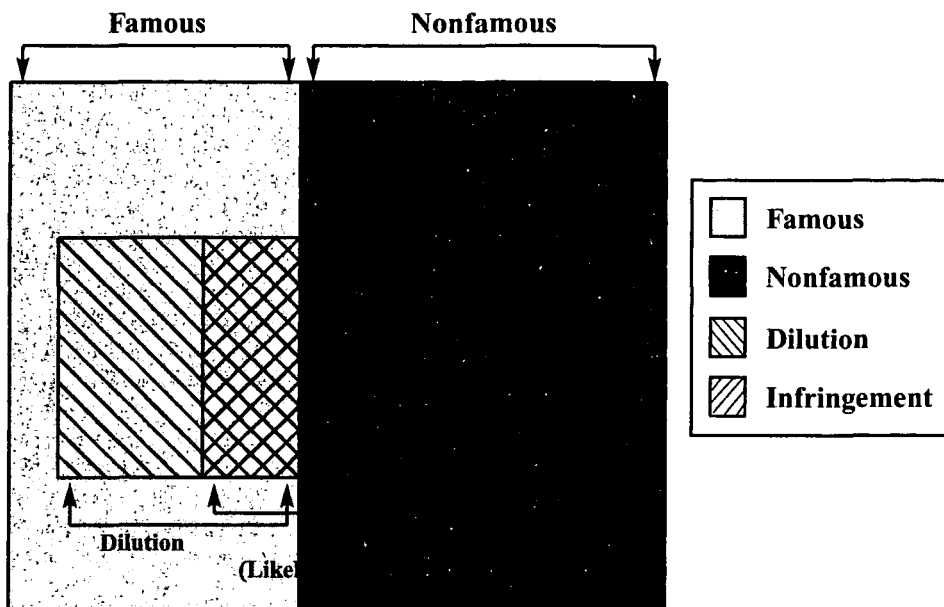 Famous
Nonfamous
Famous
Nonfamous
Dilution
Infringement
Dilution